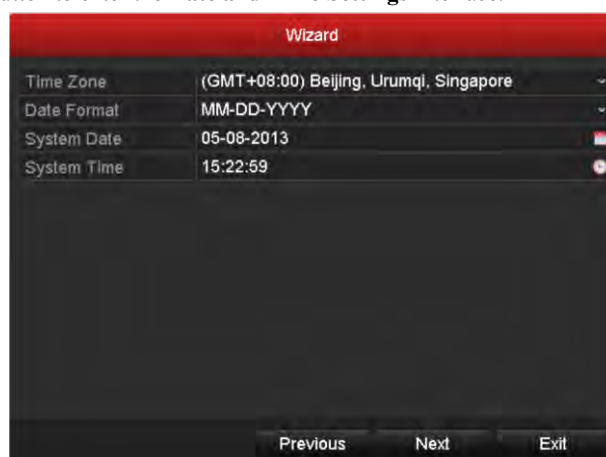 Wizard
Time Zone (GMT+08:00) Beijing, Urumqi, Singapore
Date Format MM-DD-YYYY
System Date 05-08-2013
System Time 15:22:59
Previous Next Exit